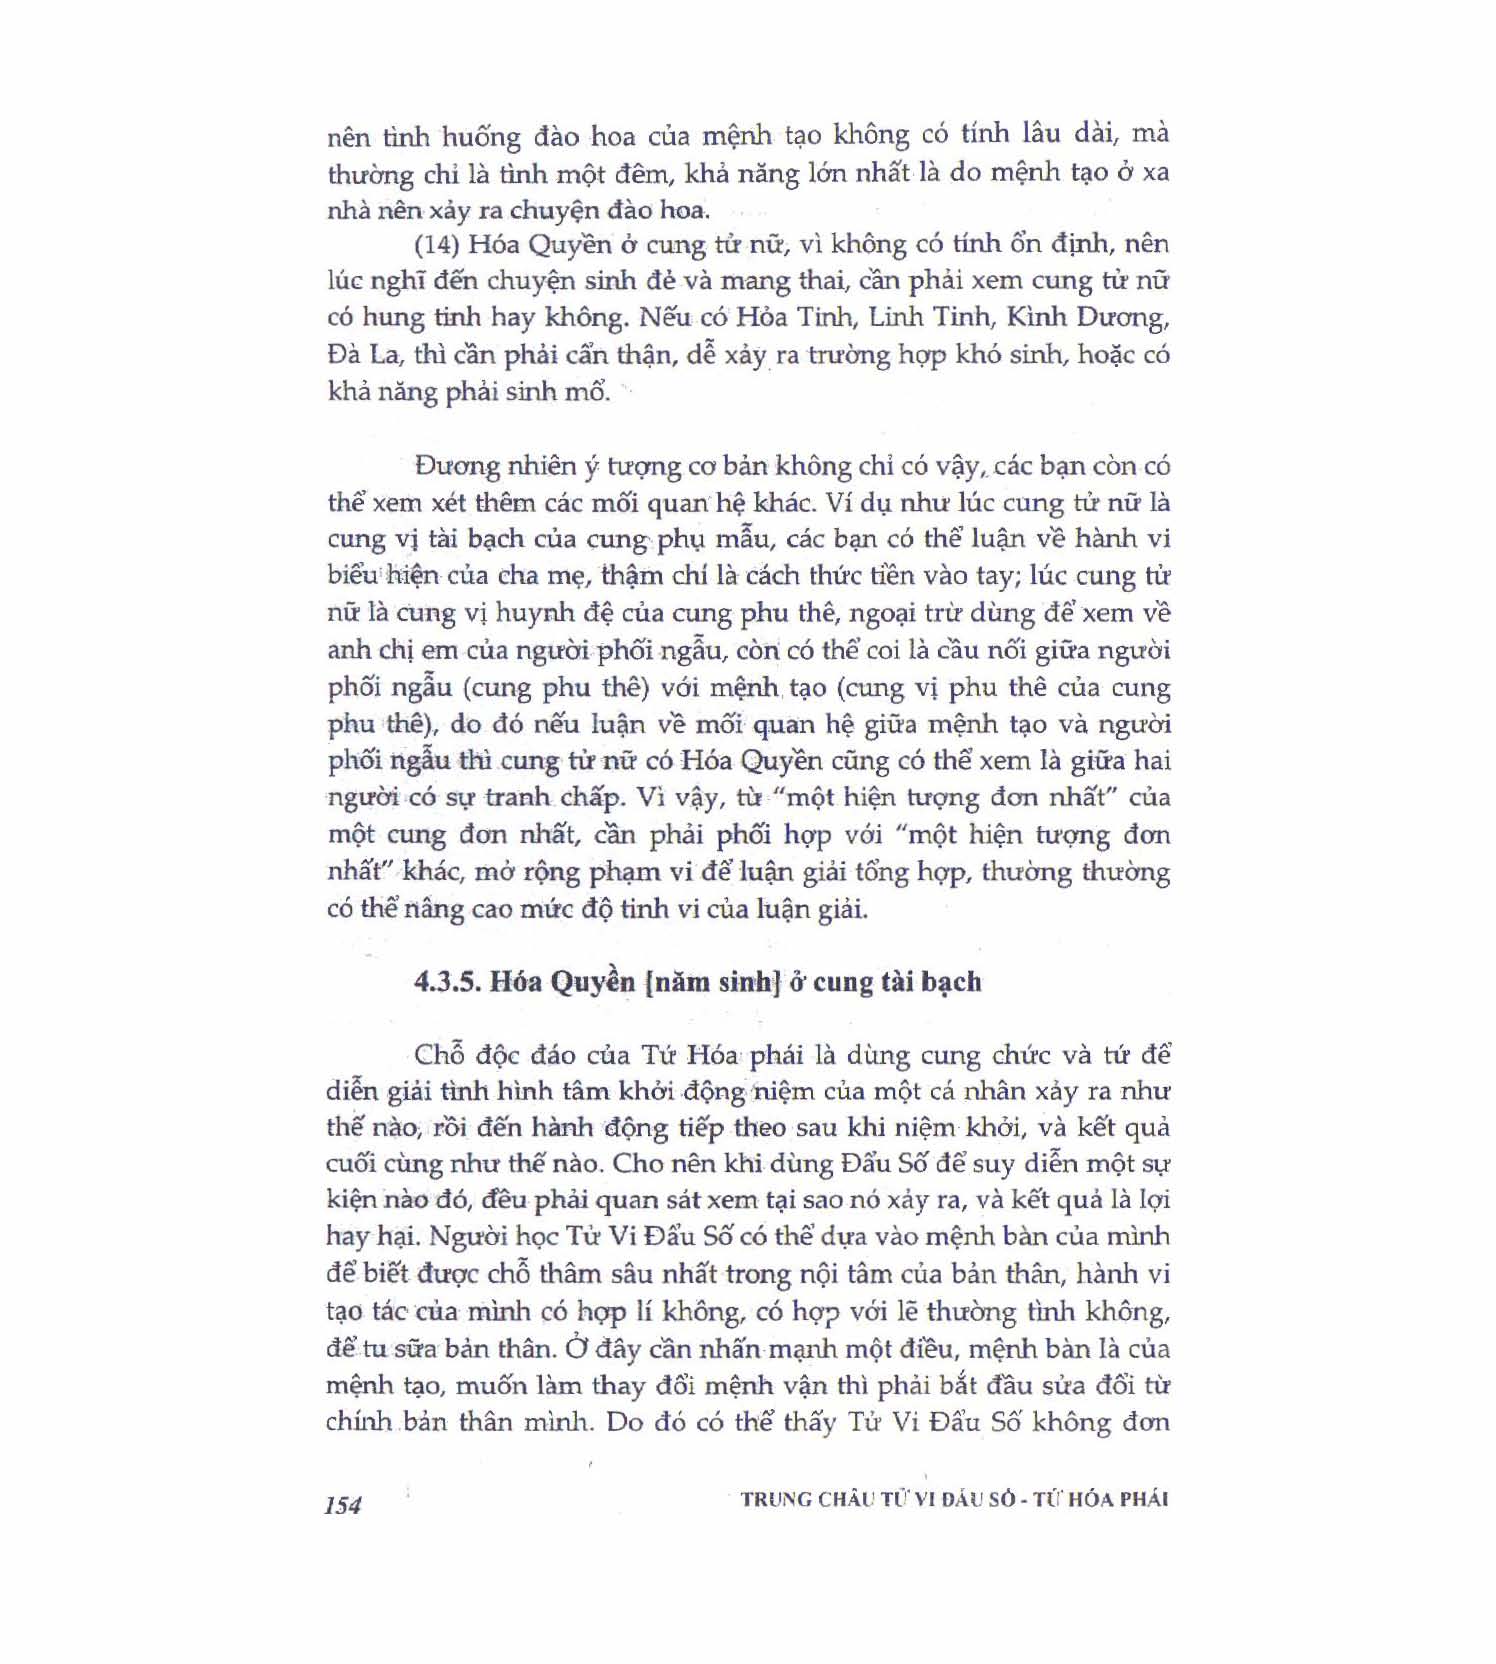 nên tình huống đào hoa của mệnh tạo không có tính lâu dài, mà
thường chỉ là tình một đêm, khả năng lớn nhất là do mệnh tạo ở xa
nhà nên xảy ra chuyện đào hoa.
(14) Hóa Quyền ở cung tử nữ, vì không có tính ổn định, nên
lúc nghĩ đến chuyện sinh đẻ và mang thai, cần phải xem cung tử nữ
có hung tinh hay không. Nếu có Hỏa Tinh, Linh Tinh, Kình Dương,
Đà La, thì cần phải cẩn thận, dễ xảy ra trường hợp khó sinh, hoặc có
khả năng phải sinh mổ.
Đương nhiên ý tượng cơ bản không chỉ có vậy, các bạn còn có
thể xem xét thêm các mối quan hệ khác. Ví dụ như lúc cung tử nữ là
cung vị tài bạch của cung phụ mẫu, các bạn có thể luận về hành vi
biểu hiện của cha mẹ, thậm chí là cách thức tiền vào tay; lúc cung tử
nữ là cung vị huynh đệ của cung phu thê, ngoại trừ dùng để xem về
anh chị em của người phối ngẫu, còn có thể coi là cầu nối giữa người
phối ngẫu (cung phu thê) với mệnh tạo (cung vị phu thê của cung
phu thê), do đó nếu luận về mối quan hệ giữa mệnh tạo và người
phối ngẫu thì cung tử nữ có Hóa Quyền cũng có thể xem là giữa hai
người có sự tranh chấp. Vì vậy, từ "một hiện tượng đơn nhất" của
một cung đơn nhất, cần phải phối hợp với "một hiện tượng đơn
nhất" khác, mở rộng phạm vi để luận giải tổng hợp, thường thường
có thể nâng cao mức độ tinh vi của luận giải.
4.3.5. Hóa Quyền [năm sinh] ở cung tài bạch
Chỗ độc đáo của Tứ Hóa phái là dùng cung chức và tứ để
diễn giải tình hình tâm khởi động niệm của một cá nhân xảy ra như
thế nào, rồi đến hành động tiếp theo sau khi niệm khởi, và kết quả
cuối cùng như thế nào. Cho nên khi dùng Đẩu Số để suy diễn một sự
kiện nào đó, đều phải quan sát xem tại sao nó xảy ra, và kết quả là lợi
hay hại. Người học Tử Vi Đẩu Số có thể dựa vào mệnh bàn của mình
để biết được chỗ thâm sâu nhất trong nội tâm của bản thân, hành vi
tạo tác của mình có hợp lí không, có hợp với lẽ thường tình không,
để tu sữa bản thân. Ở đây cần nhấn mạnh một điều, mệnh bàn là của
mệnh tạo, muốn làm thay đổi mệnh vận thì phải bắt đầu sửa đổi từ
chính bản thân mình. Do đó có thể thấy Tử Vi Đẩu Số không đơn
154 TRUNG CHÂU TỬ VI ĐẨU SỐ - TỨ HÓA PHÁI